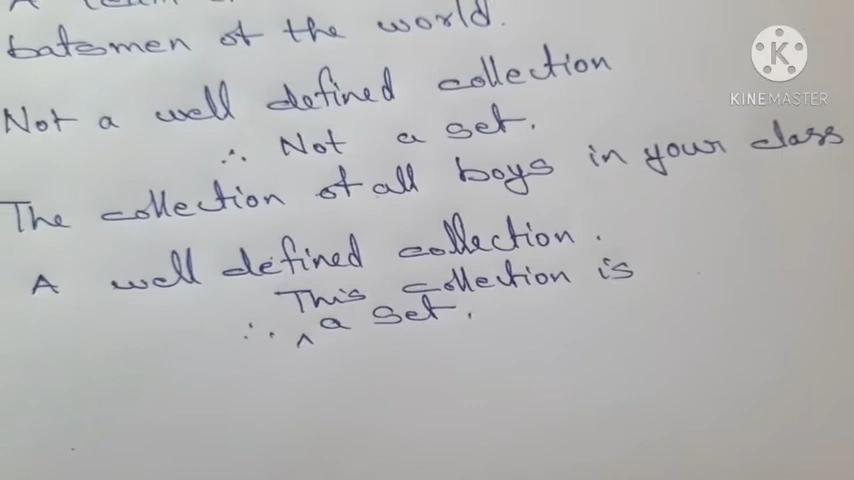 A team
batsmen of the world.
KINEMASTER
Not a well defined collection
∴ Not a set.
The collection of all boys in your class
A well defined collection.
This collection is
∴ ^ a set.